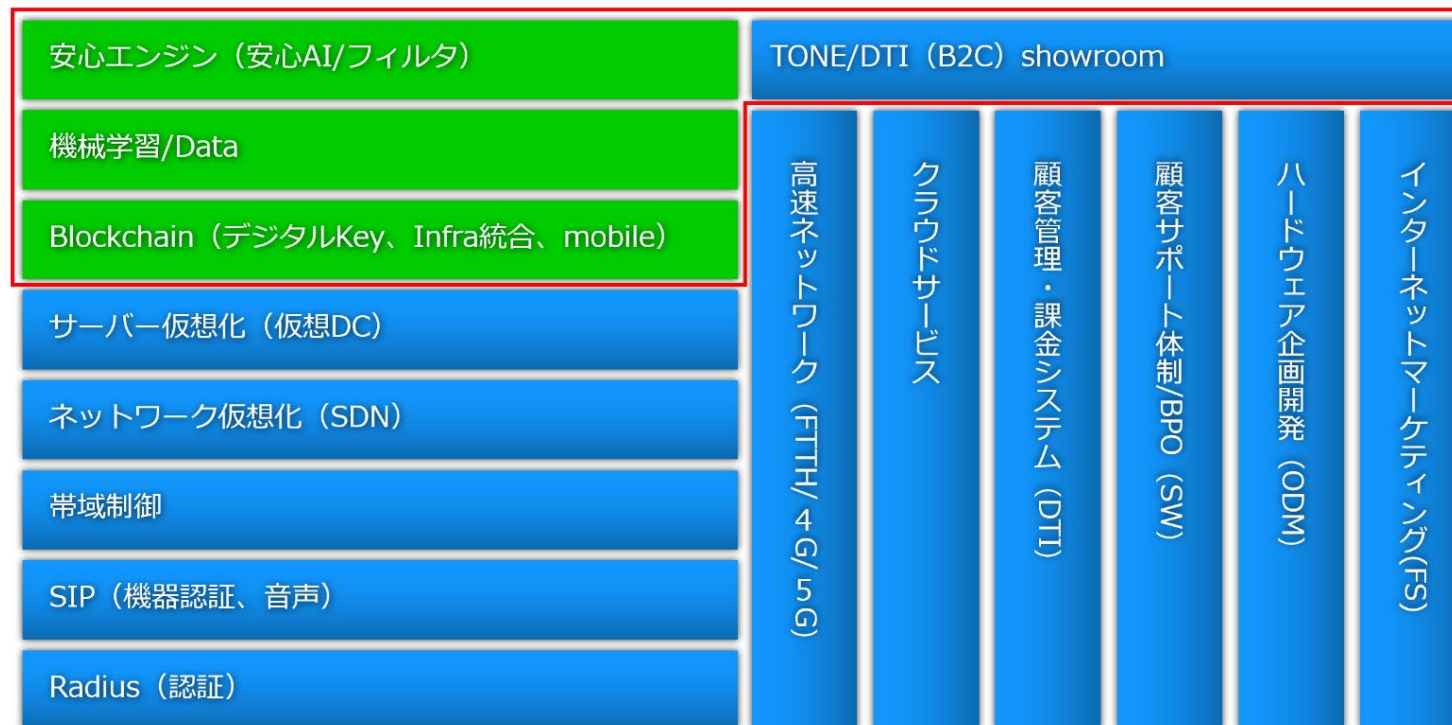 安心エンジン（安心AI/フィルタ）
機械学習/Data
Blockchain（デジタルKey、Infra統合、mobile）
サーバー仮想化（仮想DC）
ネットワーク仮想化（SDN）
帯域制御
SIP（機器認証、音声）
Radius（認証）
TONE/DTI（B2C）showroom
高速ネットワーク（FTTH/４G/５G）
クラウドサービス
顧客管理・課金システム（DTI）
顧客サポート体制/BPO（SW）
ハードウェア企画開発（ODM）
インターネットマーケティング(FS)